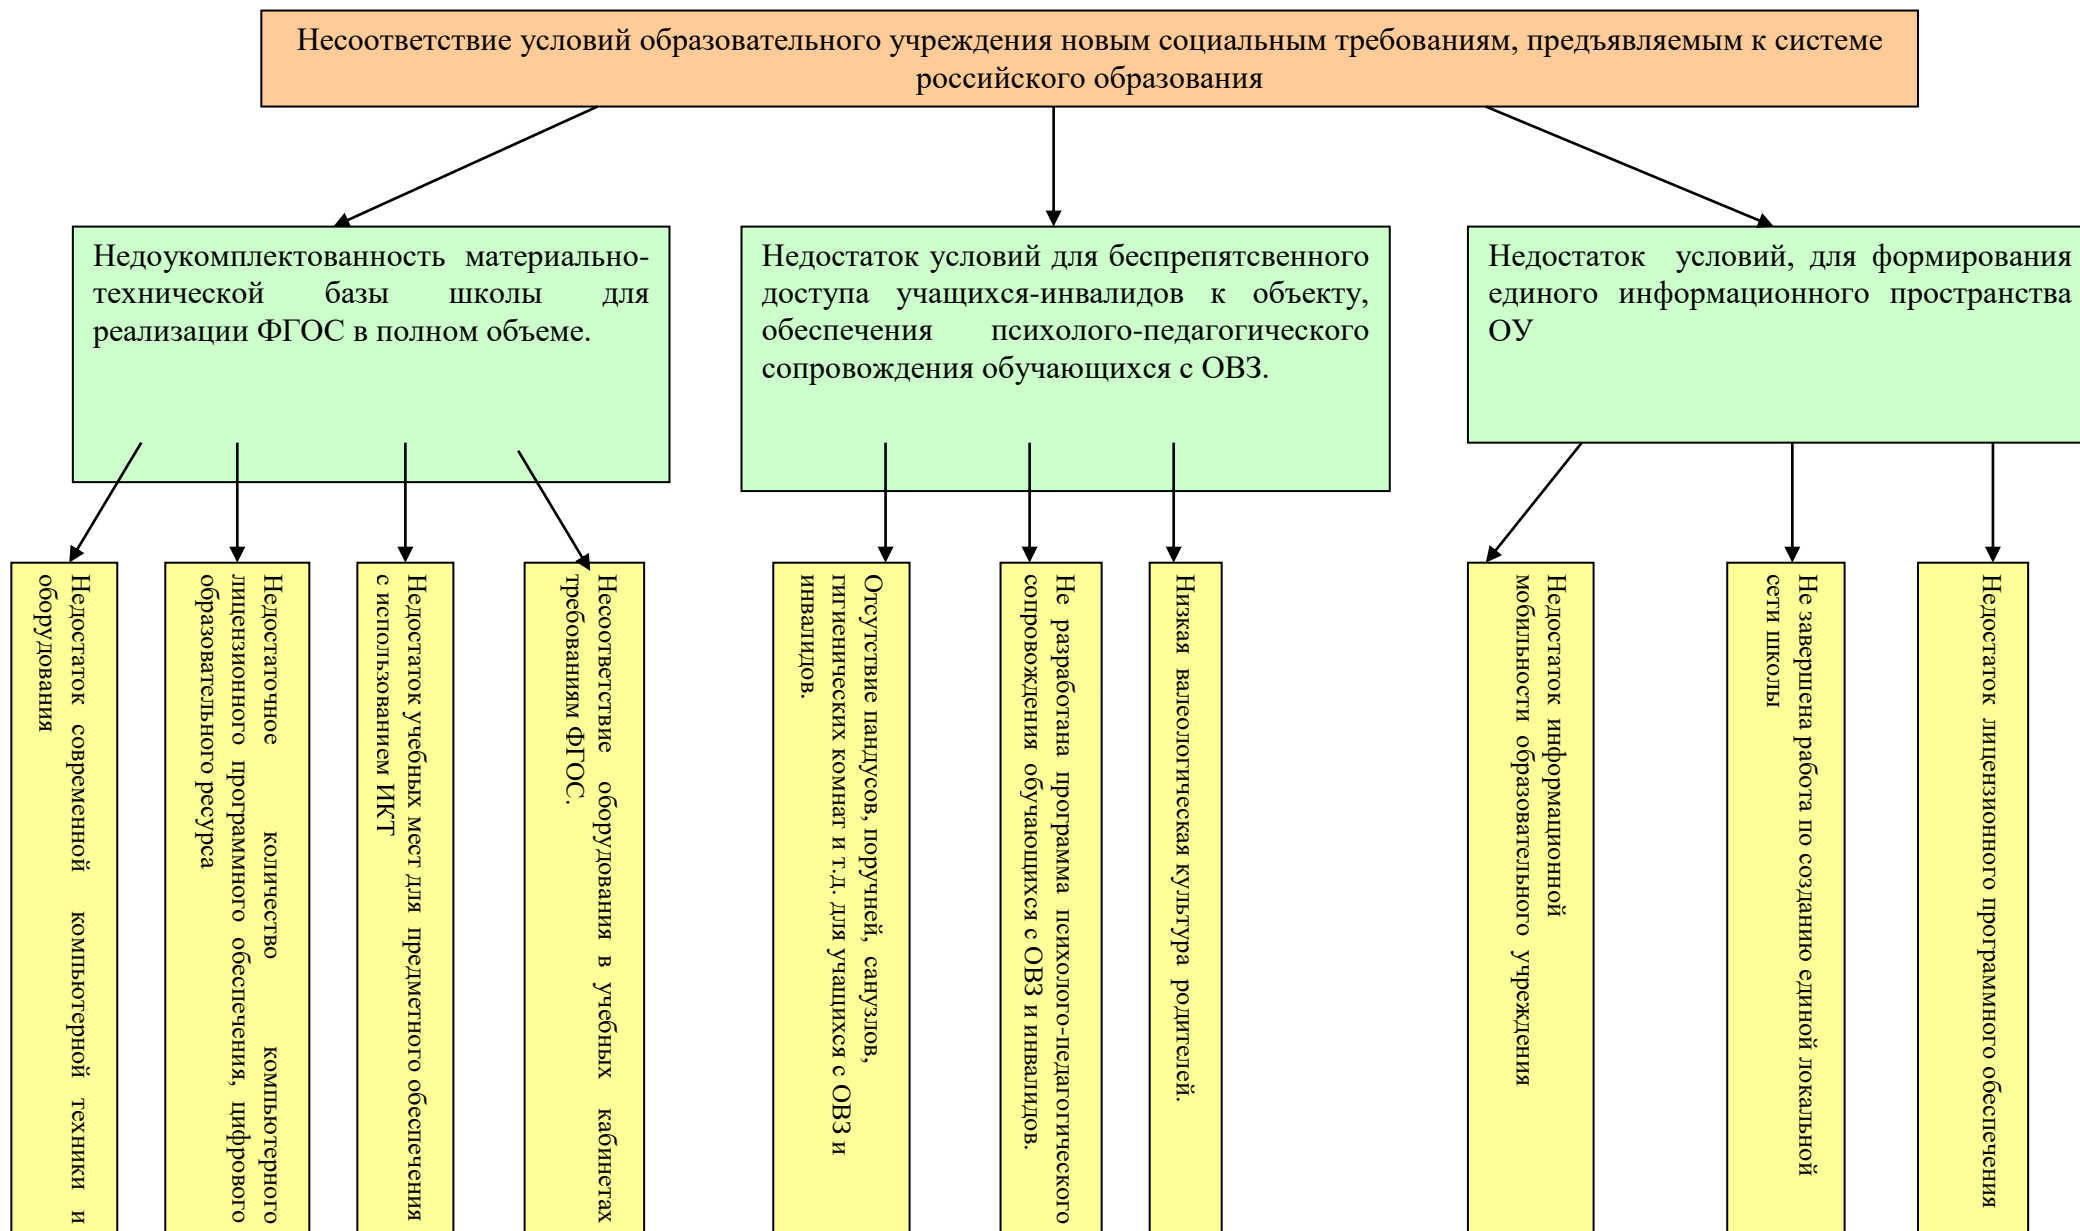 Несоответствие условий образовательного учреждения новым социальным требованиям, предъявляемым к системе
российского образования
Недоукомплектованность материально-
технической базы школы для
реализации ФГОС в полном объеме.
Недостаток условий для беспрепятсвенного
доступа учащихся-инвалидов к объекту,
обеспечения психолого-педагогического
сопровождения обучающихся с ОВЗ.
Недостаток условий, для формирования
единого информационного пространства
ОУ
Недостаток современной компьютерной техники и
оборудования
Недостаточное количество компьютерного
лицензионного программного обеспечения, цифрового
образовательного ресурса
Недостаток учебных мест для предметного обеспечения
с использованием ИКТ
Несоответствие оборудования в учебных кабинетах
требованиям ФГОС.
Отсутствие пандусов, поручней, санузлов,
гигиенических комнат и т.д. для учащихся с ОВЗ и
инвалидов.
Не разработана программа психолого-педагогического
сопровождения обучающихся с ОВЗ и инвалидов.
Низкая валеологическая культура родителей.
Недостаток информационной
мобильности образовательного учреждения
Не завершена работа по созданию единой локальной
сети школы
Недостаток лицензионного программного обеспечения